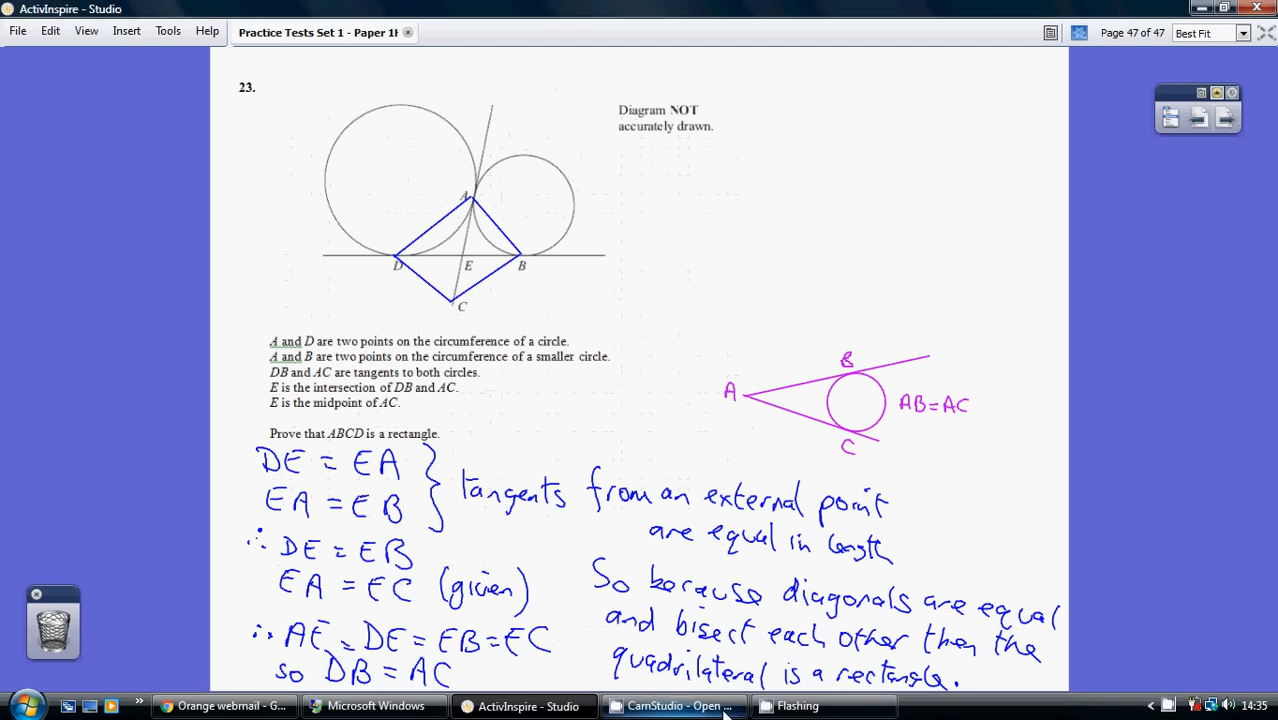 ActivInspire - Studio
File Edit View Insert Tools Help
Practice Tests Set 1 - Paper 1H
Page 47 of 47
Best Fit
23.
Diagram NOT
accurately drawn.
A
D
E
B
C
A and D are two points on the circumference of a circle.
A and B are two points on the circumference of a smaller circle.
DB and AC are tangents to both circles.
E is the intersection of DB and AC.
E is the midpoint of AC.
Prove that ABCD is a rectangle.
B
A
AB=AC
C
DE = EA
EA = EB
tangents from an external point
are equal in length
∴ DE = EB
EA = EC (given)
∴ AE = DE = EB = EC
so DB = AC
So because diagonals are equal
and bisect each other then the
quadrilateral is a rectangle.
Orange webmail - G...
Microsoft Windows
ActivInspire - Studio
CamStudio - Open ...
Flashing
14:35